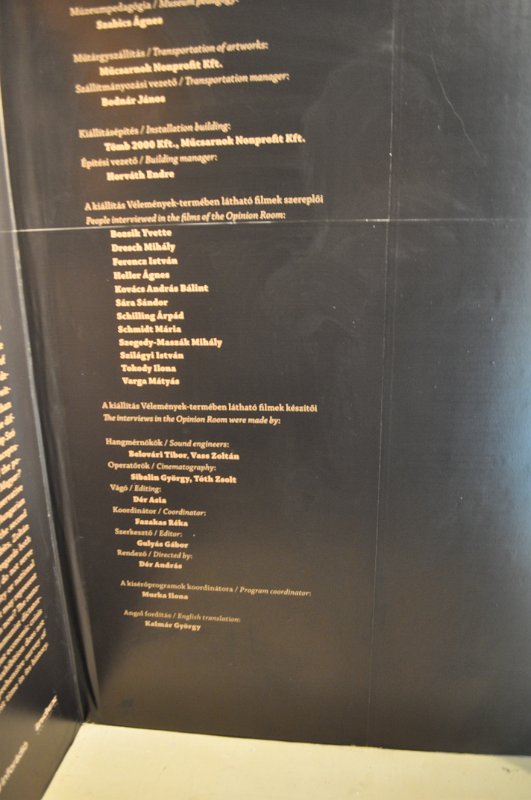 Múzeumpedagógia / Museum pedagogy:
Szabics Ágnes
Műtárgyszállítás / Transportation of artworks:
Műcsarnok Nonprofit Kft.
Szállítmányozási vezető / Transportation manager:
Bodnár János
Kiállításépítés / Installation building:
Tömb 2000 Kft., Műcsarnok Nonprofit Kft.
Építési vezető / Building manager:
Horváth Endre
A kiállítás Vélemények-termében látható filmek szereplői
People interviewed in the films of the Opinion Room:
Bozsik Yvette
Dresch Mihály
Ferencz István
Heller Ágnes
Kovács András Bálint
Sára Sándor
Schilling Árpád
Schmidt Mária
Szegedy-Maszák Mihály
Szilágyi István
Tokody Ilona
Varga Mátyás
A kiállítás Vélemények-termében látható filmek készítői
The interviews in the Opinion Room were made by:
Hangmérnökök / Sound engineers:
Belovári Tibor, Vass Zoltán
Operatőrök / Cinematography:
Sibalin György, Tóth Zsolt
Vágó / Editing:
Dér Asia
Koordinátor / Coordinator:
Fazakas Réka
Szerkesztő / Editor:
Gulyás Gábor
Rendező / Directed by:
Dér András
A kísérőprogramok koordinátora / Program coordinator:
Murka Ilona
Angol fordítás / English translation:
Kalmár György